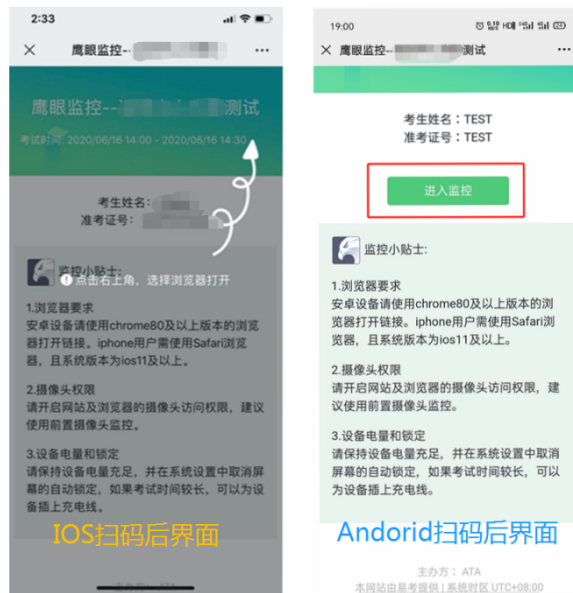 2:33
鹰眼监控--
鹰眼监控-- 测试
考试时间: 2020/06/16 14:00 - 2020/06/16 14:30
考生姓名:
准考证号:
监控小贴士:
点击右上角，选择浏览器打开
1.浏览器要求
安卓设备请使用chrome80及以上版本的浏览
器打开链接。iphone用户需使用Safari浏览
器，且系统版本为ios11及以上。
2.摄像头权限
请开启网站及浏览器的摄像头访问权限，建议
使用前置摄像头监控。
3.设备电量和锁定
请保持设备电量充足，并在系统设置中取消屏
幕的自动锁定，如果考试时间较长，可以为设
备插上充电线。
IOS扫码后界面
主办方： ATA
19:00
鹰眼监控-- 测试
考生姓名：TEST
准考证号：TEST
进入监控
监控小贴士:
1.浏览器要求
安卓设备请使用chrome80及以上版本的浏
览器打开链接。iphone用户需使用Safari浏
览器，且系统版本为ios11及以上。
2.摄像头权限
请开启网站及浏览器的摄像头访问权限，建
议使用前置摄像头监控。
3.设备电量和锁定
请保持设备电量充足，并在系统设置中取消
屏幕的自动锁定，如果考试时间较长，可以
为设备插上充电线。
Andorid扫码后界面
主办方： ATA
本网站由易考提供 | 系统时区 UTC+08:00